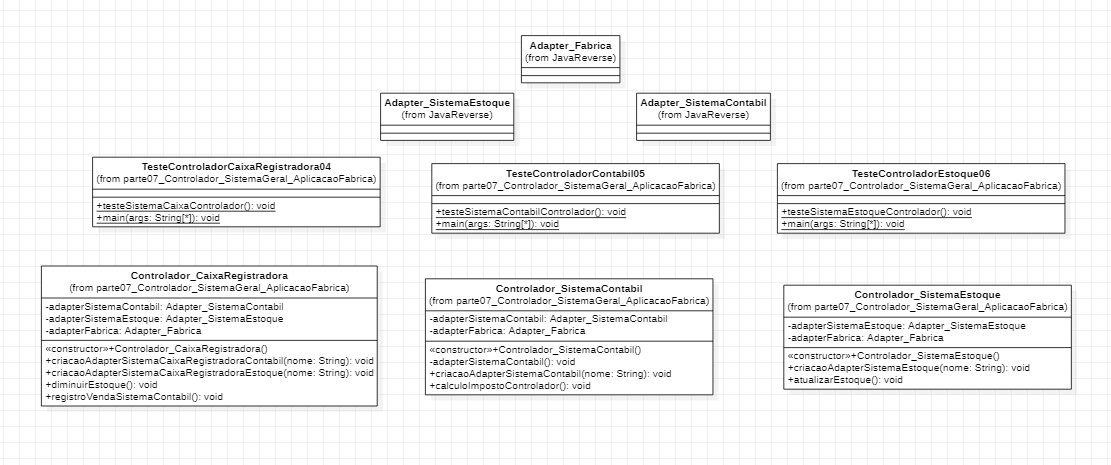 Adapter_Fabrica
(from JavaReverse)
Adapter_SistemaEstoque
(from JavaReverse)
Adapter_SistemaContabil
(from JavaReverse)
TesteControladorCaixaRegistradora04
(from parte07_Controlador_SistemaGeral_AplicacaoFabrica)
+testeSistemaCaixaControlador(): void
+main(args: String[*]): void
TesteControladorContabil05
(from parte07_Controlador_SistemaGeral_AplicacaoFabrica)
+testeSistemaContabilControlador(): void
+main(args: String[*]): void
TesteControladorEstoque06
(from parte07_Controlador_SistemaGeral_AplicacaoFabrica)
+testeSistemaEstoqueControlador(): void
+main(args: String[*]): void
Controlador_CaixaRegistradora
(from parte07_Controlador_SistemaGeral_AplicacaoFabrica)
-adapterSistemaContabil: Adapter_SistemaContabil
-adapterSistemaEstoque: Adapter_SistemaEstoque
-adapterFabrica: Adapter_Fabrica
«constructor»+Controlador_CaixaRegistradora()
+criacaoAdapterSistemaCaixaRegistradoraContabil(nome: String): void
+criacaoAdapterSistemaCaixaRegistradoraEstoque(nome: String): void
+diminuirEstoque(): void
+registroVendaSistemaContabil(): void
Controlador_SistemaContabil
(from parte07_Controlador_SistemaGeral_AplicacaoFabrica)
-adapterSistemaContabil: Adapter_SistemaContabil
-adapterFabrica: Adapter_Fabrica
«constructor»+Controlador_SistemaContabil()
-adapterSistemaContabil(): void
+criacaoAdapterSistemaContabil(nome: String): void
+calculoImpostoControlador(): void
Controlador_SistemaEstoque
(from parte07_Controlador_SistemaGeral_AplicacaoFabrica)
-adapterSistemaEstoque: Adapter_SistemaEstoque
-adapterFabrica: Adapter_Fabrica
«constructor»+Controlador_SistemaEstoque()
+criacaoAdapterSistemaEstoque(nome: String): void
+atualizarEstoque(): void